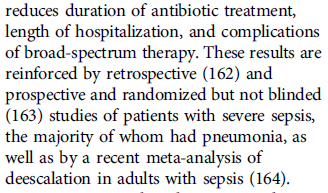 reduces duration of antibiotic treatment,
length of hospitalization, and complications
of broad-spectrum therapy. These results are
reinforced by retrospective (162) and
prospective and randomized but not blinded
(163) studies of patients with severe sepsis,
the majority of whom had pneumonia, as
well as by a recent meta-analysis of
deescalation in adults with sepsis (164).